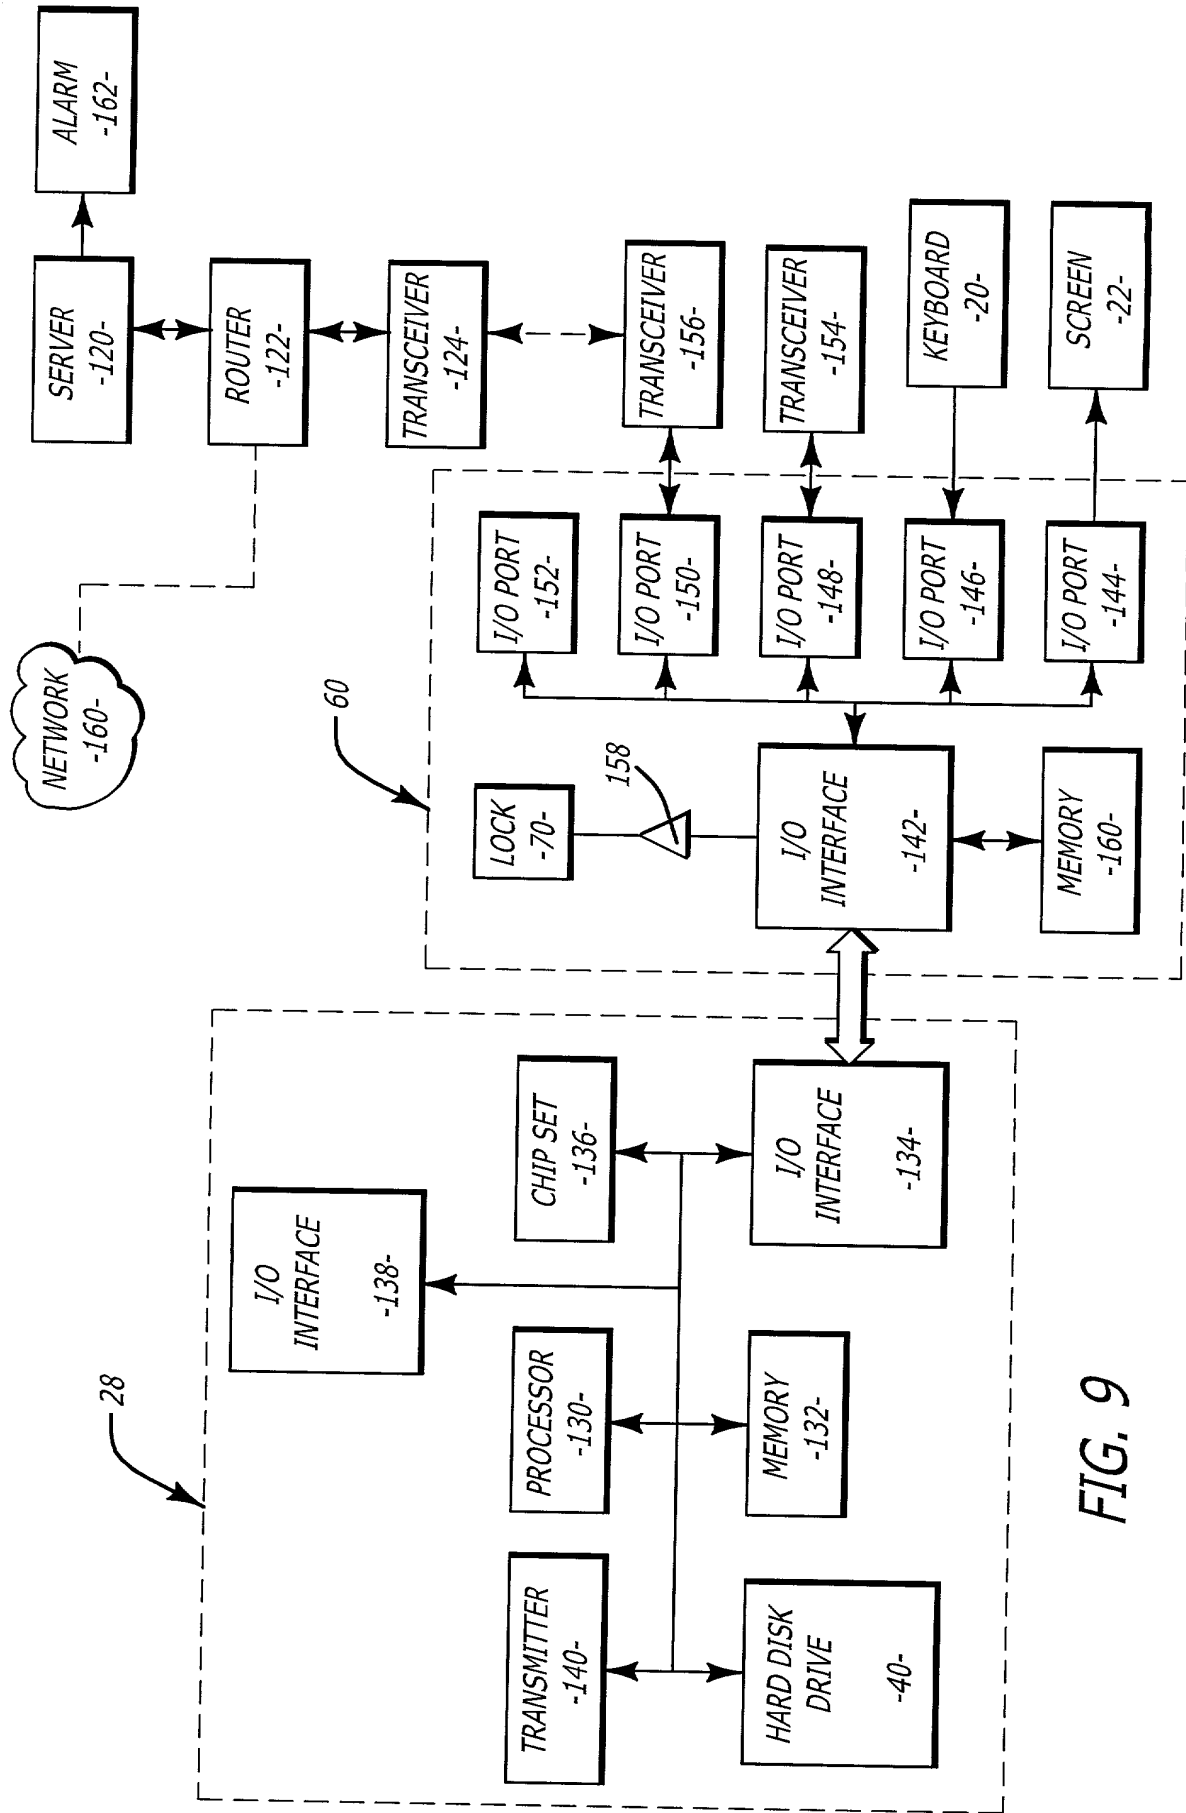 28
TRANSMITTER
-140-
PROCESSOR
-130-
I/O
INTERFACE
-138-
CHIP SET
-136-
HARD DISK
DRIVE
-40-
MEMORY
-132-
I/O
INTERFACE
-134-
60
LOCK
-70-
158
I/O
INTERFACE
-142-
MEMORY
-160-
NETWORK
-160-
I/O PORT
-152-
I/O PORT
-150-
I/O PORT
-148-
I/O PORT
-146-
I/O PORT
-144-
SERVER
-120-
ROUTER
-122-
TRANSCEIVER
-124-
TRANSCEIVER
-156-
TRANSCEIVER
-154-
KEYBOARD
-20-
SCREEN
-22-
ALARM
-162-
FIG. 9